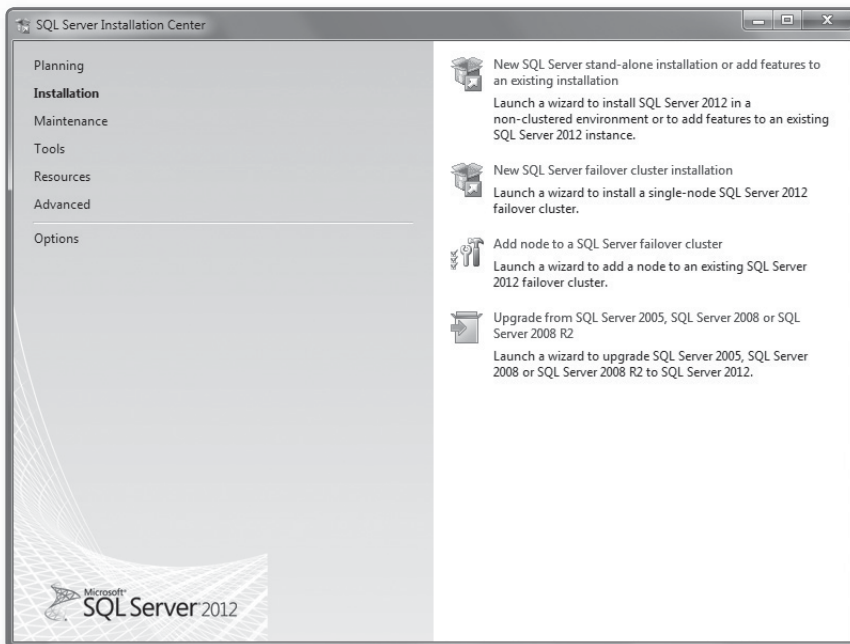 SQL Server Installation Center
Planning
Installation
Maintenance
Tools
Resources
Advanced
Options
New SQL Server stand-alone installation or add features to
an existing installation
Launch a wizard to install SQL Server 2012 in a
non-clustered environment or to add features to an existing
SQL Server 2012 instance.
New SQL Server failover cluster installation
Launch a wizard to install a single-node SQL Server 2012
failover cluster.
Add node to a SQL Server failover cluster
Launch a wizard to add a node to an existing SQL Server
2012 failover cluster.
Upgrade from SQL Server 2005, SQL Server 2008 or SQL
Server 2008 R2
Launch a wizard to upgrade SQL Server 2005, SQL Server
2008 or SQL Server 2008 R2 to SQL Server 2012.
Microsoft®
SQL Server 2012